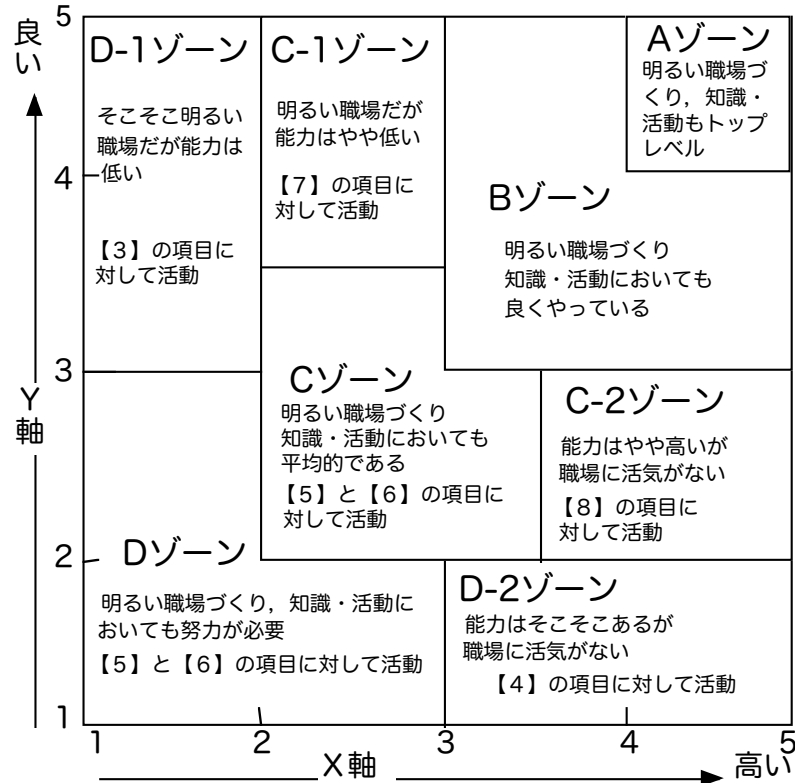 良い
Y軸
5
4
3
2
1
D-1ゾーン
そこそこ明るい
職場だが能力は
低い
【3】の項目に
対して活動
C-1ゾーン
明るい職場だが
能力はやや低い
【7】の項目に
対して活動
Aゾーン
明るい職場づ
くり，知識・
活動もトップ
レベル
Bゾーン
明るい職場づくり
知識・活動においても
良くやっている
Cゾーン
明るい職場づくり
知識・活動においても
平均的である
【5】と【6】の項目に
対して活動
C-2ゾーン
能力はやや高いが
職場に活気がない
【8】の項目に
対して活動
Dゾーン
明るい職場づくり，知識・活動に
おいても努力が必要
【5】と【6】の項目に対して活動
D-2ゾーン
能力はそこそこあるが
職場に活気がない
【4】の項目に対して活動
1
2
3
4
5
X軸
高い